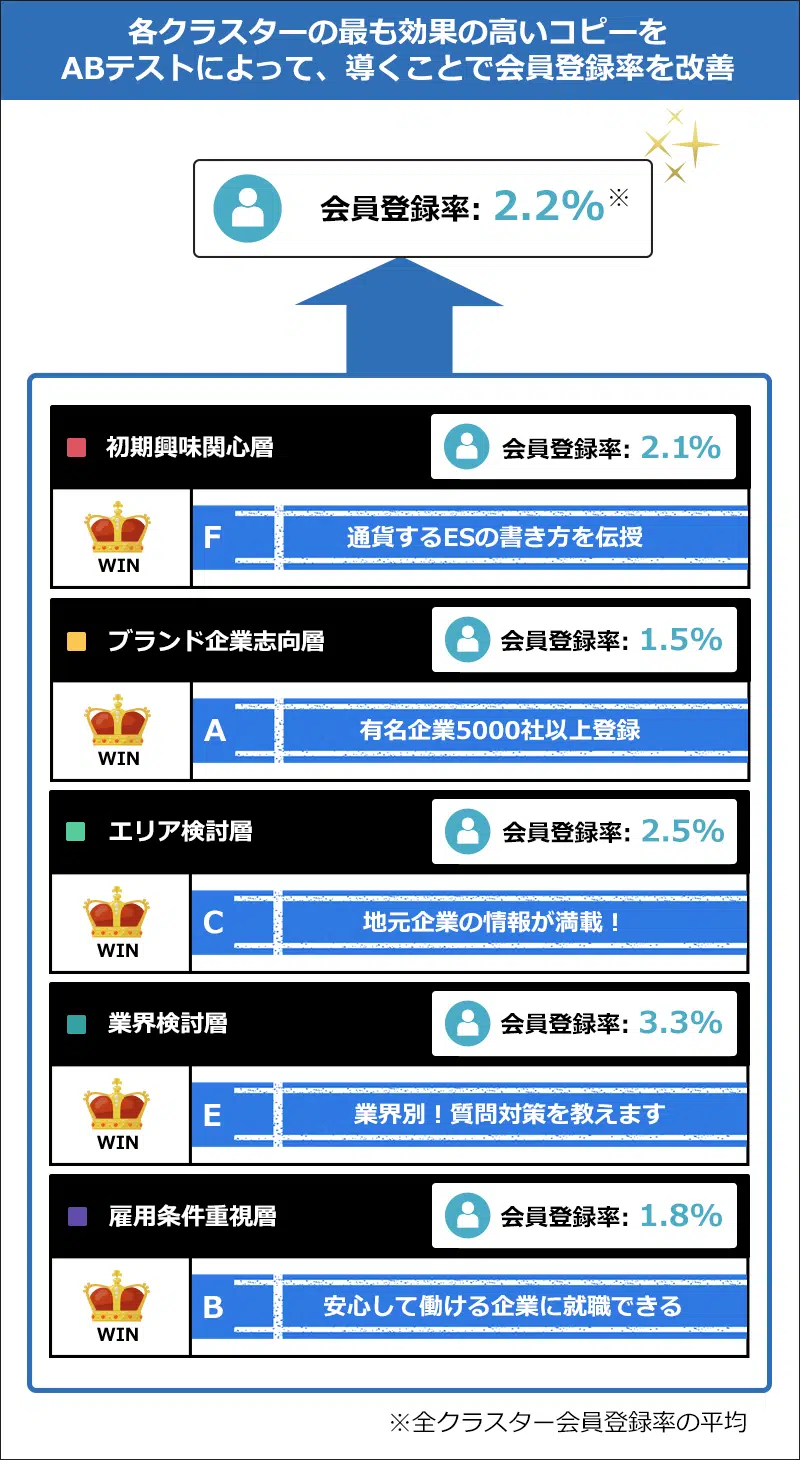 各クラスターの最も効果の高いコピーを
ABテストによって、導くことで会員登録率を改善
会員登録率: 2.2%※
初期興味関心層
会員登録率: 2.1%
WIN
F
通貨するESの書き方を伝授
ブランド企業志向層
会員登録率: 1.5%
WIN
A
有名企業5000社以上登録
エリア検討層
会員登録率: 2.5%
WIN
C
地元企業の情報が満載！
業界検討層
会員登録率: 3.3%
WIN
E
業界別！質問対策を教えます
雇用条件重視層
会員登録率: 1.8%
WIN
B
安心して働ける企業に就職できる
※全クラスター会員登録率の平均